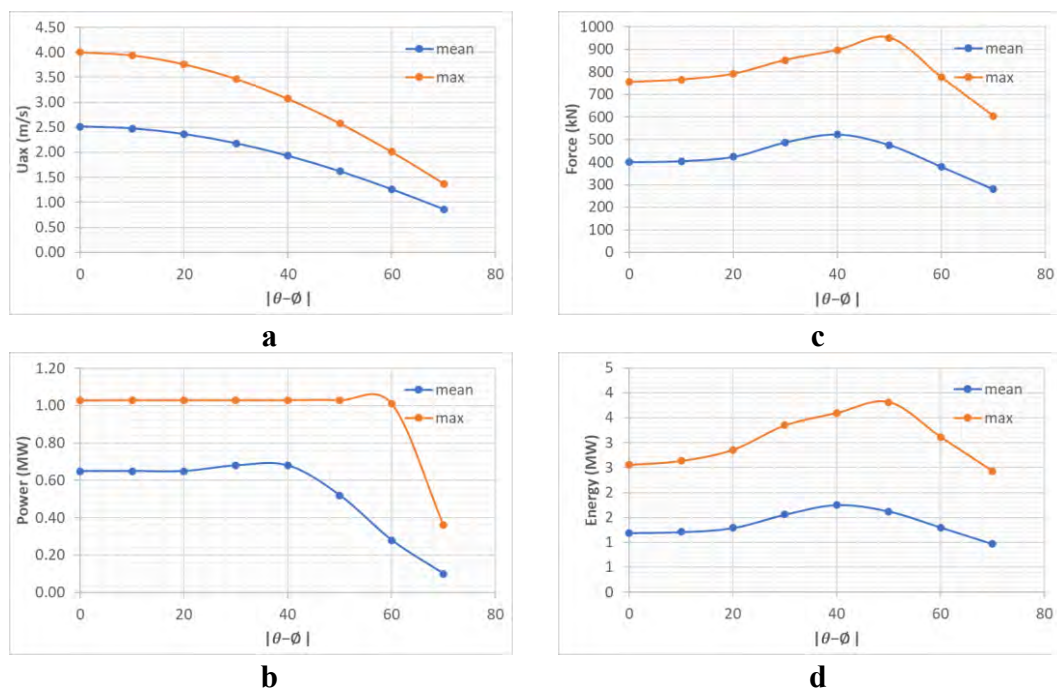 4.50
4.00
3.50
3.00
2.50
2.00
1.50
1.00
0.50
0.00
Uax (m/s)
mean
max
0 20 40 60 80
|θ-Ø|
a
1000
900
800
700
600
500
400
300
200
100
0
Force (kN)
mean
max
0 20 40 60 80
|θ-Ø|
c
1.20
1.00
0.80
0.60
0.40
0.20
0.00
Power (MW)
mean
max
0 20 40 60 80
|θ-Ø|
b
5
4
4
3
3
2
2
1
1
0
Energy (MW)
mean
max
0 20 40 60 80
|θ-Ø|
d